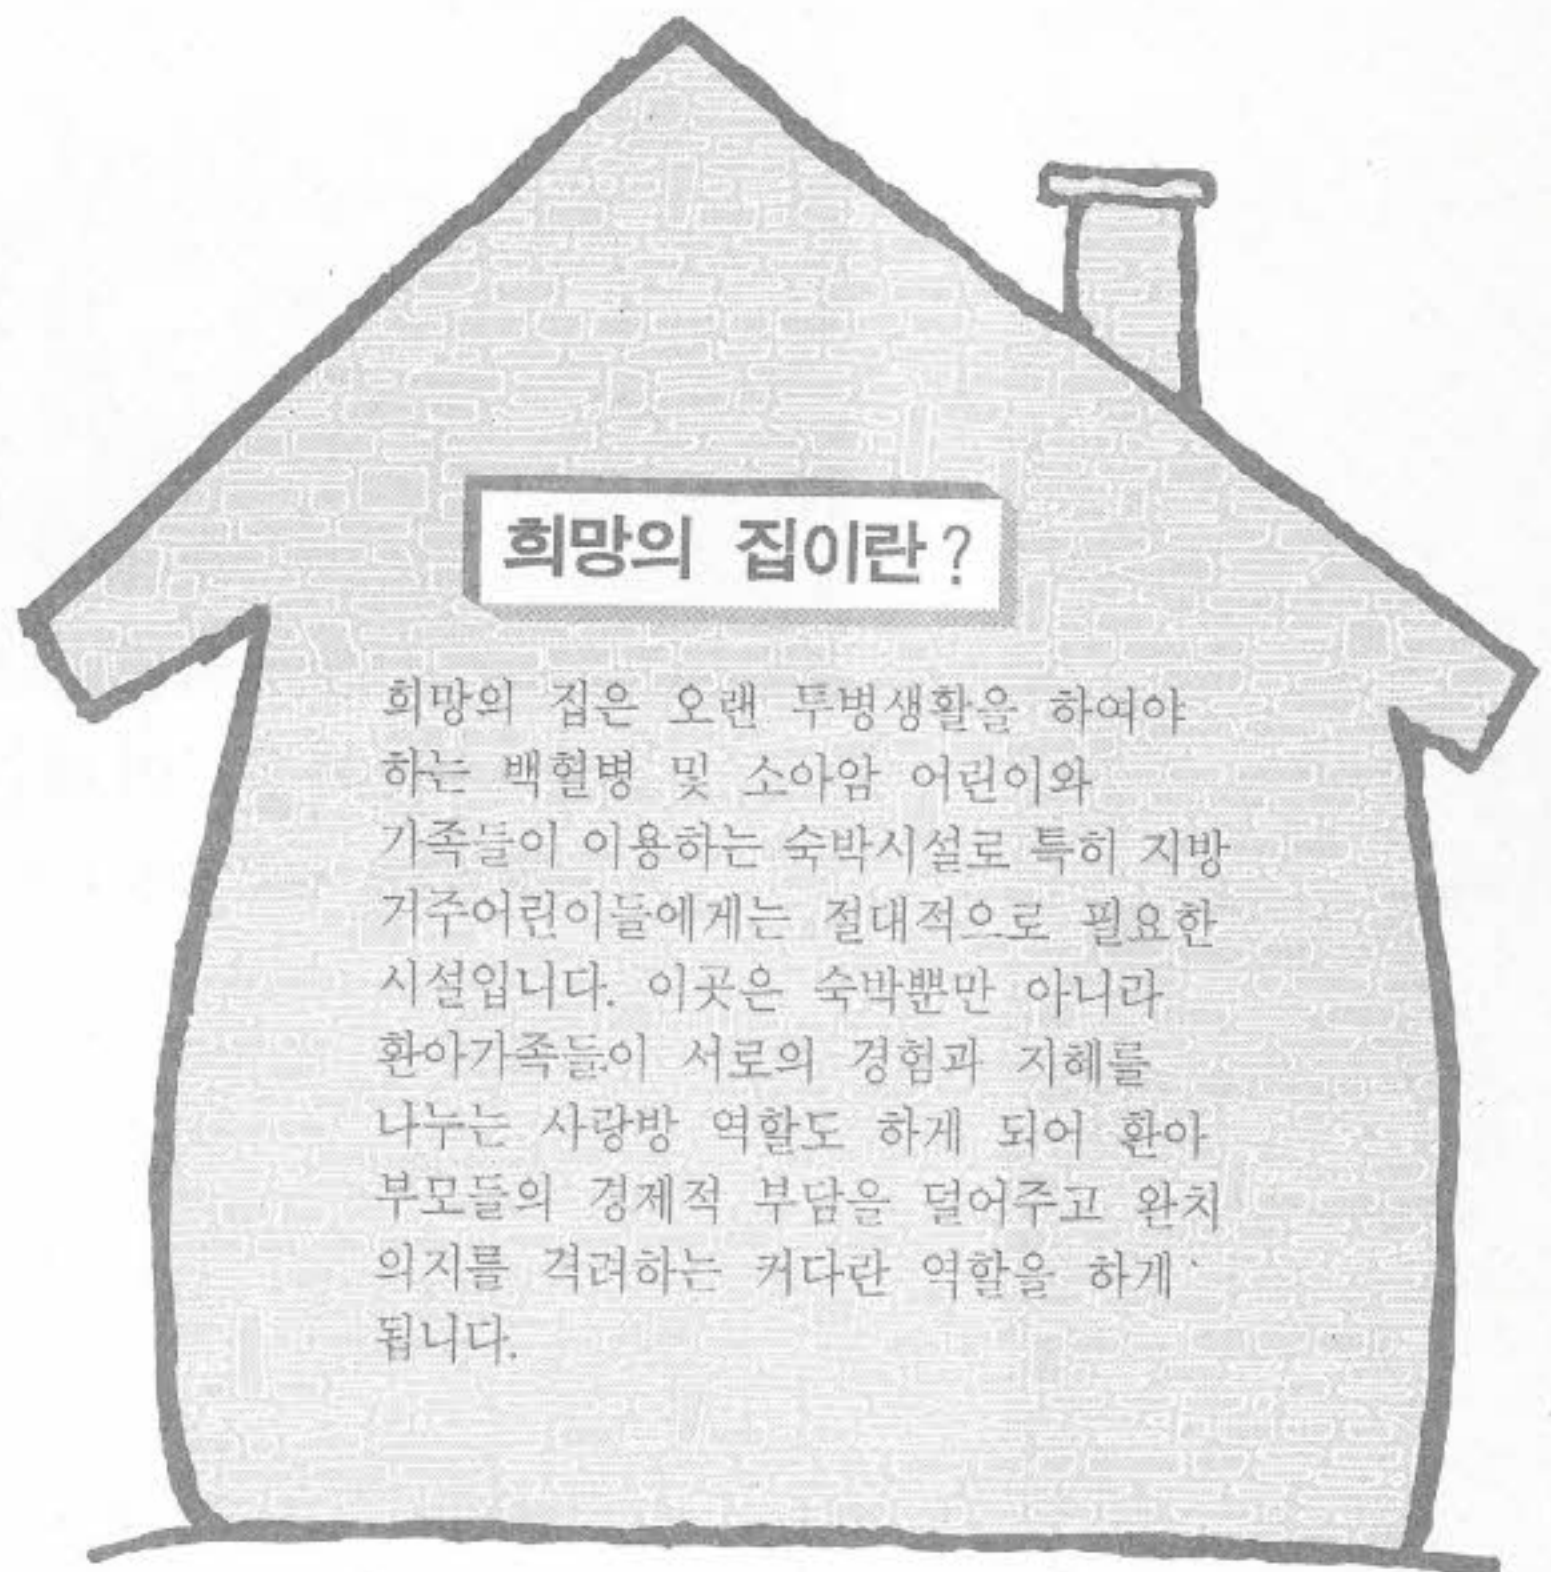 희망의 집이란?
희망의 집은 오랜 투병생활을 하여야
하는 백혈병 및 소아암 어린이와
가족들이 이용하는 숙박시설로 특히 지방
거주어린이들에게는 절대적으로 필요한
시설입니다. 이곳은 숙박뿐만 아니라
환아가족들이 서로의 경험과 지혜를
나누는 사랑방 역할도 하게 되어 환아
부모들의 경제적 부담을 덜어주고 완치
의지를 격려하는 커다란 역할을 하게
됩니다.